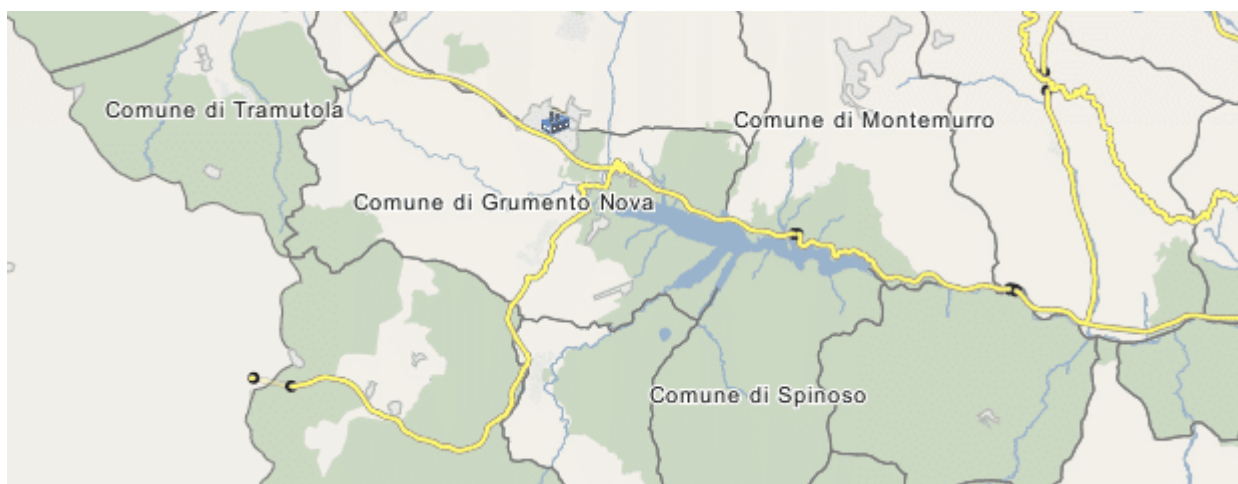 Comune di Tramutola
Comune di Montemurro
Comune di Grumento Nova
Comune di Spinoso